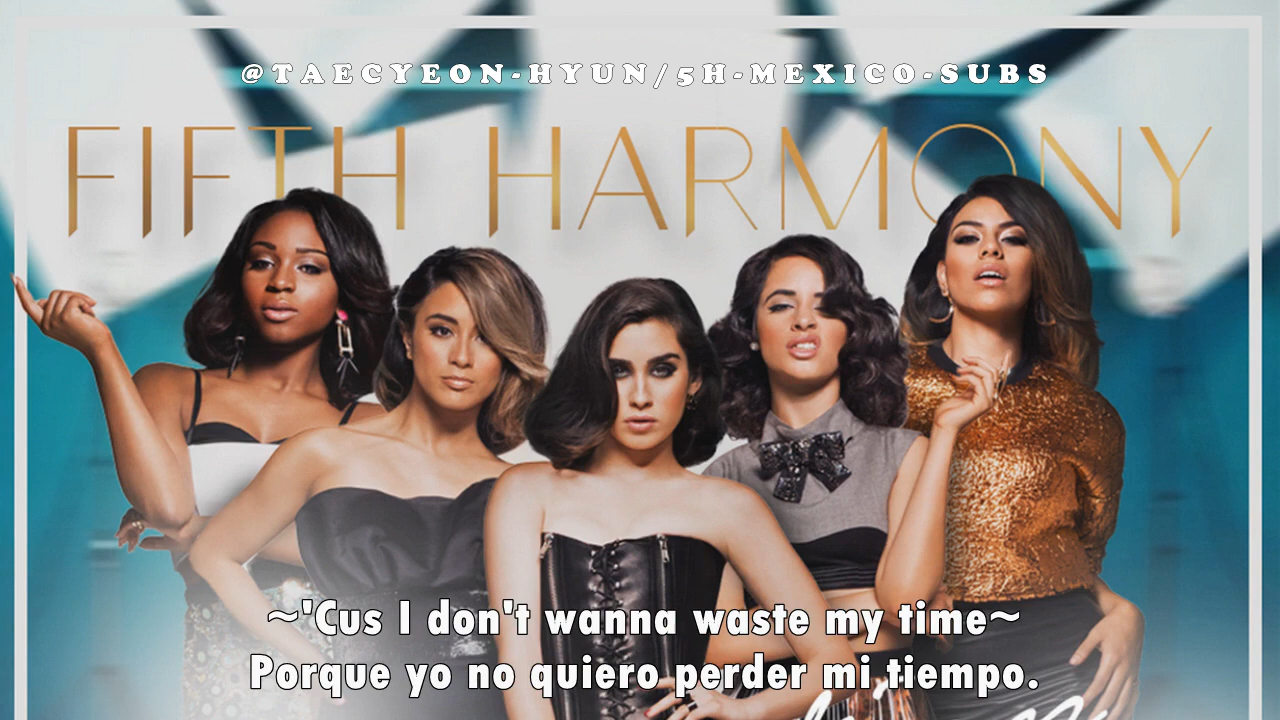 @TAECYEON-HYUN/5H-MEXICO-SUBS
FIFTH HARMONY
~'Cus I don't wanna waste my time~
Porque yo no quiero perder mi tiempo.